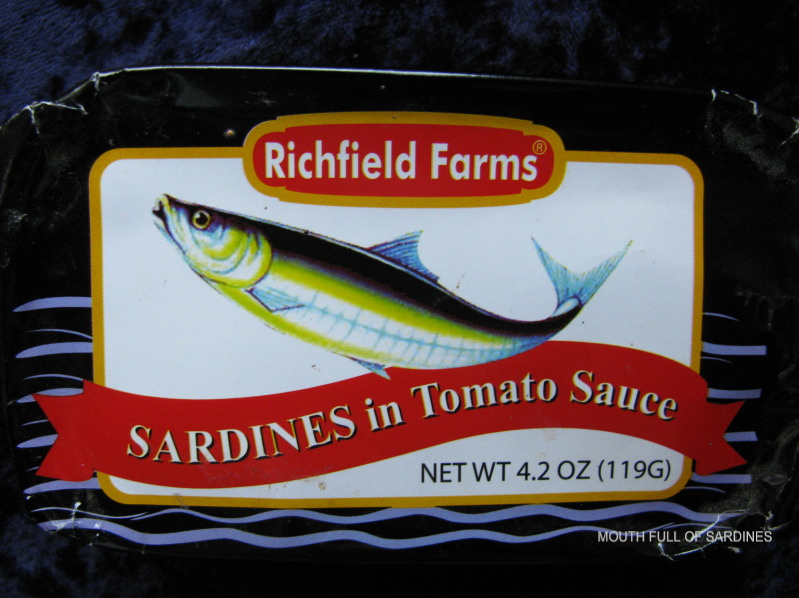 Richfield Farms®
SARDINES in Tomato Sauce
NET WT 4.2 OZ (119G)
MOUTH FULL OF SARDINES